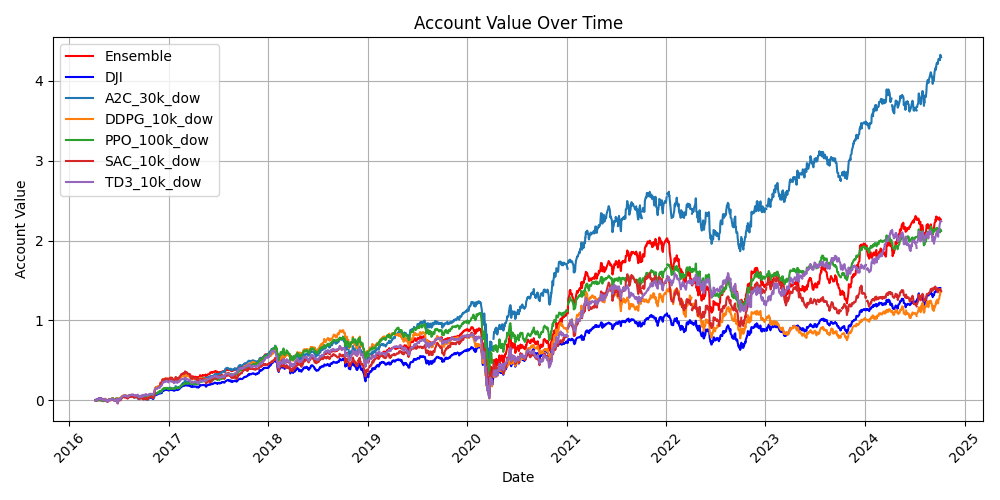 Account Value Over Time
Ensemble
DJI
A2C_30k_dow
DDPG_10k_dow
PPO_100k_dow
SAC_10k_dow
TD3_10k_dow
Account Value
4
3
2
1
0
2016
2017
2018
2019
2020
2021
2022
2023
2024
2025
Date